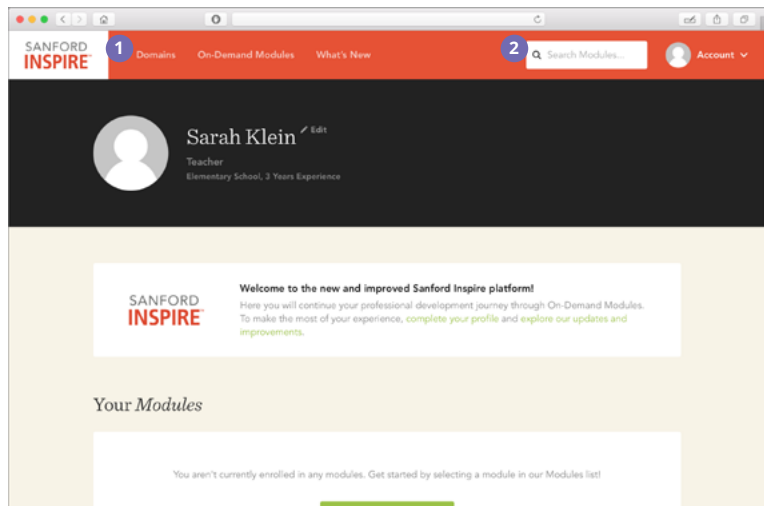 SANFORD
INSPIRE™
1
Domains
On-Demand Modules
What's New
2
Search Modules...
Account
Sarah Klein Edit
Teacher
Elementary School, 3 Years Experience
SANFORD
INSPIRE™
Welcome to the new and improved Sanford Inspire platform!
Here you will continue your professional development journey through On-Demand Modules.
To make the most of your experience, complete your profile and explore our updates and
improvements.
Your Modules
You aren't currently enrolled in any modules. Get started by selecting a module in our Modules list!